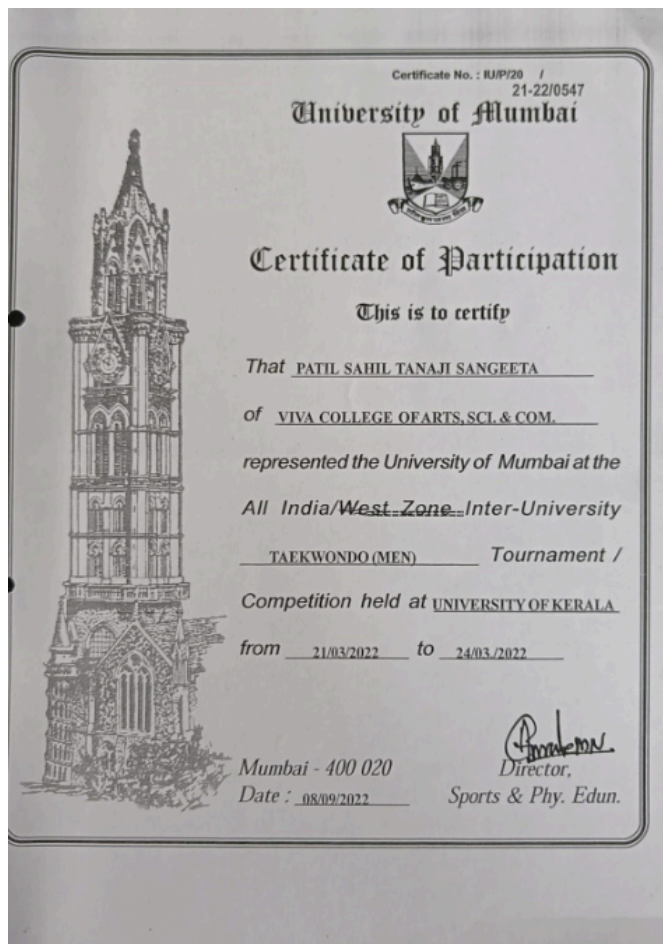 Certificate No. : IU/P/20 /
21-22/0547
University of Mumbai
Certificate of Participation
This is to certify
That PATIL SAHIL TANAJI SANGEETA
of VIVA COLLEGE OF ARTS, SCI. & COM.
represented the University of Mumbai at the
All India/West Zone Inter-University
TAEKWONDO (MEN) Tournament /
Competition held at UNIVERSITY OF KERALA
from 21/03/2022 to 24/03./2022
Mumbai - 400 020
Director,
Date : 08/09/2022
Sports & Phy. Edun.